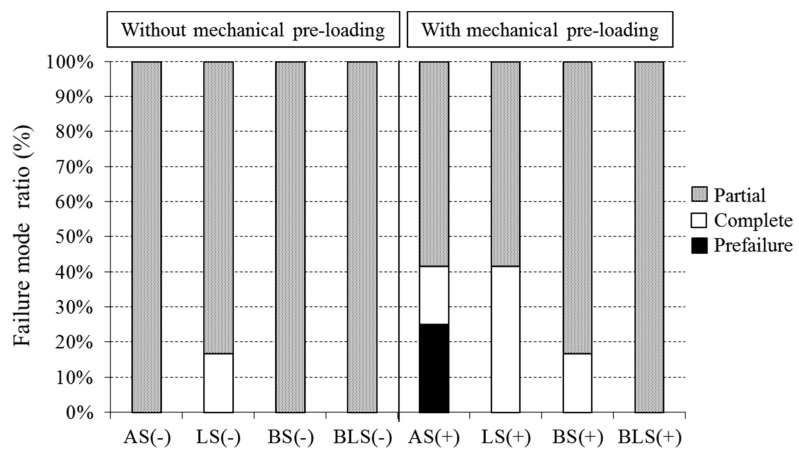 Without mechanical pre-loading
With mechanical pre-loading
Failure mode ratio (%)
100%
90%
80%
70%
60%
50%
40%
30%
20%
10%
0%
AS(-) LS(-) BS(-) BLS(-) AS(+) LS(+) BS(+) BLS(+)
Partial
Complete
Prefailure